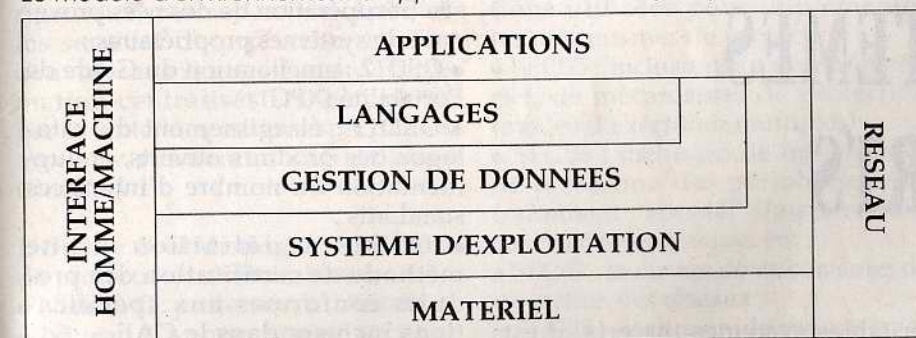 INTERFACE
HOMME/MACHINE
APPLICATIONS
LANGAGES
GESTION DE DONNEES
SYSTEME D'EXPLOITATION
MATERIEL
RESEAU